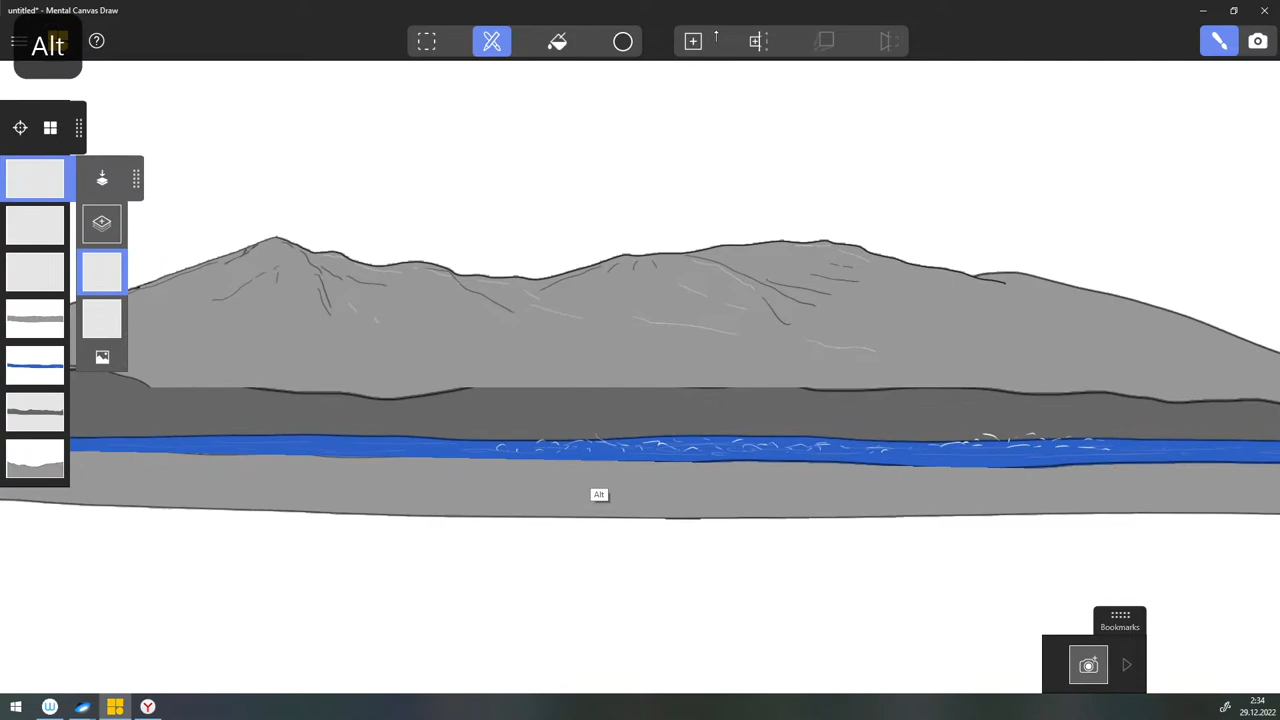 untitled* - Mental Canvas Draw
Alt
Alt
Bookmarks
2:34
29.12.2022